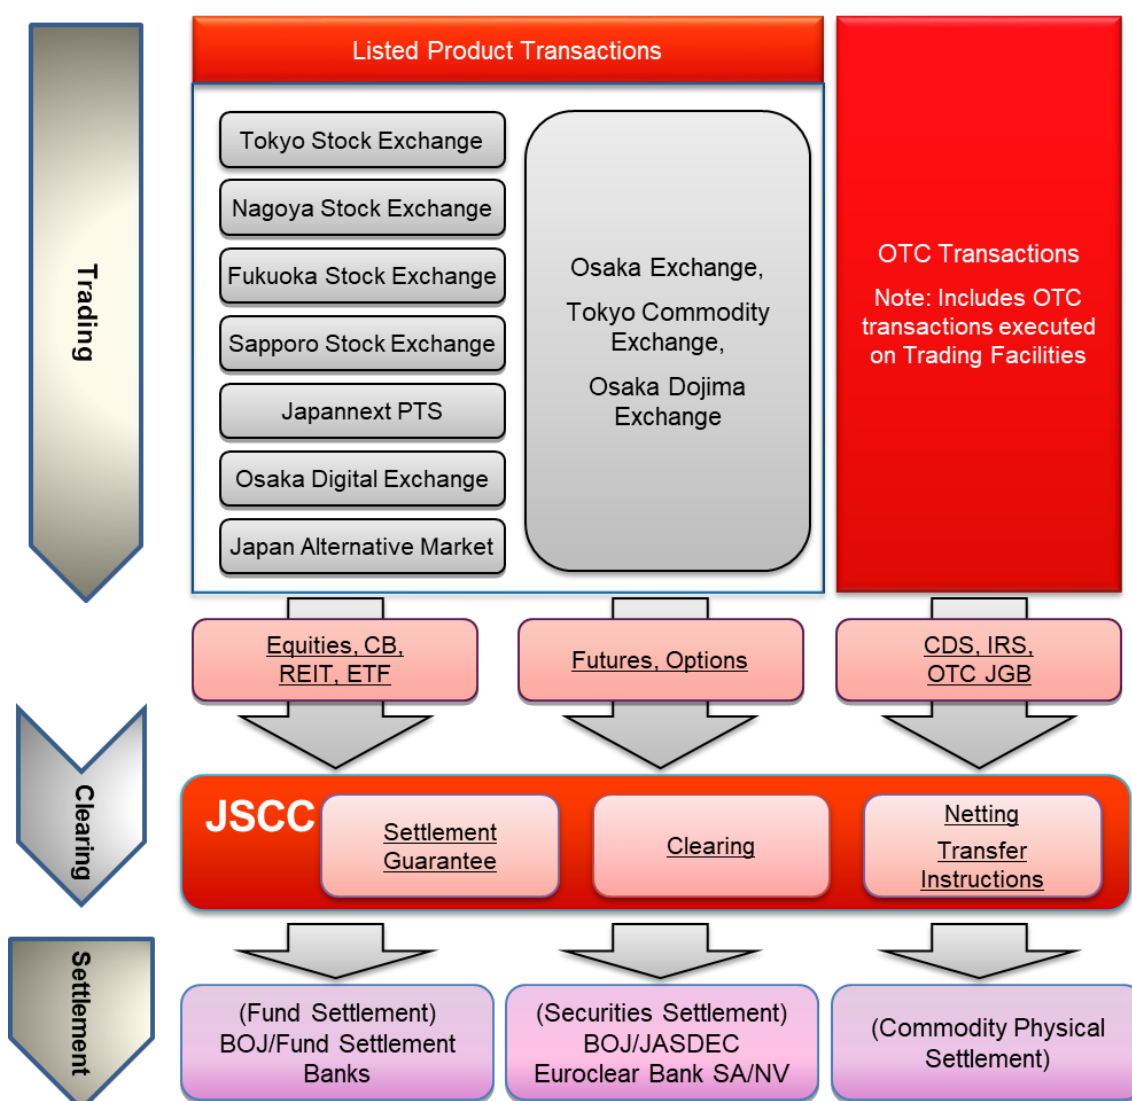 Listed Product Transactions
Trading
Tokyo Stock Exchange
Nagoya Stock Exchange
Fukuoka Stock Exchange
Sapporo Stock Exchange
Japannext PTS
Osaka Digital Exchange
Japan Alternative Market
Osaka Exchange,
Tokyo Commodity
Exchange,
Osaka Dojima
Exchange
OTC Transactions
Note: Includes OTC
transactions executed
on Trading Facilities
Equities, CB,
REIT, ETF
Futures, Options
CDS, IRS,
OTC JGB
Clearing
JSCC
Settlement
Guarantee
Clearing
Netting
Transfer
Instructions
Settlement
(Fund Settlement)
BOJ/Fund Settlement
Banks
(Securities Settlement)
BOJ/JASDEC
Euroclear Bank SA/NV
(Commodity Physical
Settlement)